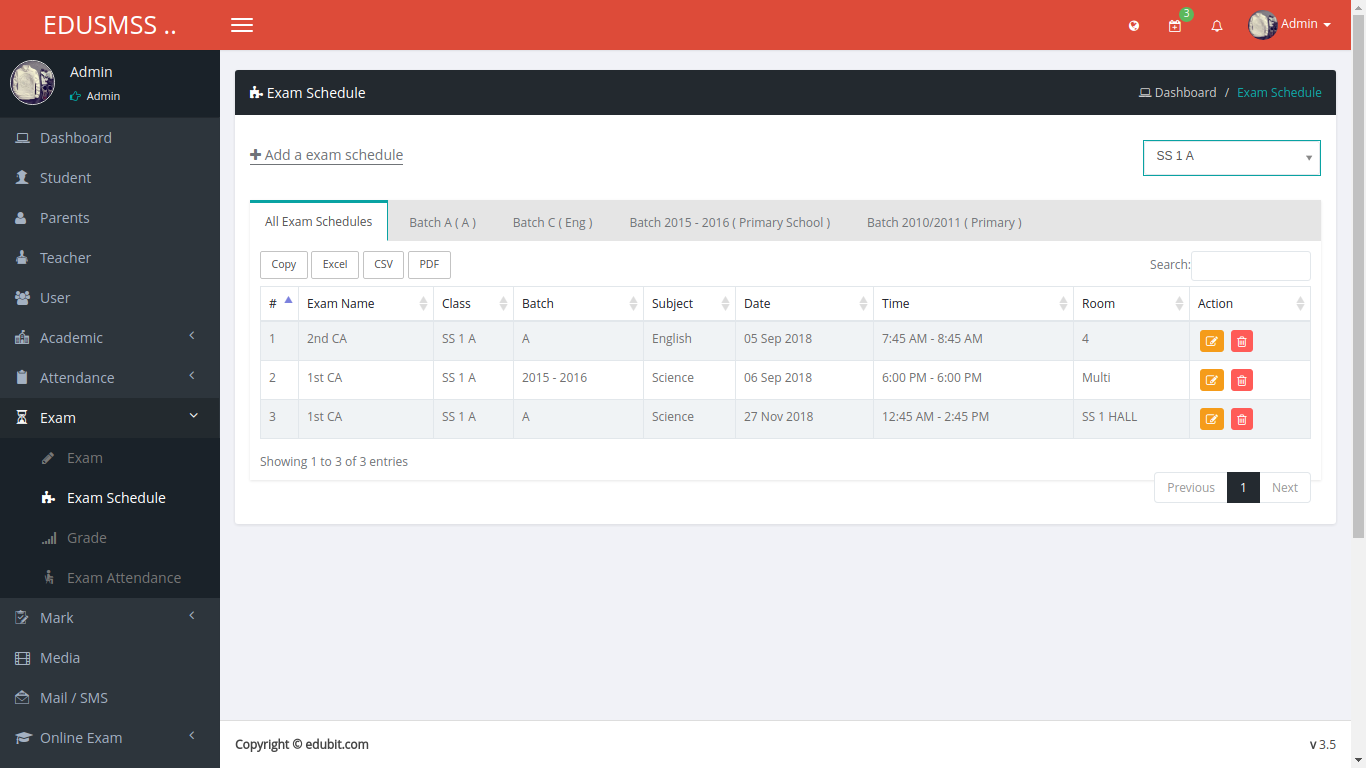 EDUSMSS ..
3
Admin
Admin
Admin
Dashboard
Student
Parents
Teacher
User
Academic
Attendance
Exam
Exam
Exam Schedule
Grade
Exam Attendance
Mark
Media
Mail / SMS
Online Exam
Exam Schedule
Dashboard / Exam Schedule
Add a exam schedule
SS 1 A
All Exam Schedules Batch A ( A ) Batch C ( Eng ) Batch 2015 - 2016 ( Primary School ) Batch 2010/2011 ( Primary )
Copy Excel CSV PDF Search:
# Exam Name Class Batch Subject Date Time Room Action
1 2nd CA SS 1 A A English 05 Sep 2018 7:45 AM - 8:45 AM 4
2 1st CA SS 1 A 2015 - 2016 Science 06 Sep 2018 6:00 PM - 6:00 PM Multi
3 1st CA SS 1 A A Science 27 Nov 2018 12:45 AM - 2:45 PM SS 1 HALL
Showing 1 to 3 of 3 entries
Previous 1 Next
Copyright © edubit.com v 3.5